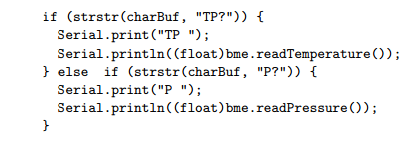 if (strstr(charBuf, "TP?")) {
  Serial.print("TP ");
  Serial.println((float)bme.readTemperature());
} else  if (strstr(charBuf, "P?")) {
  Serial.print("P ");
  Serial.println((float)bme.readPressure());
}